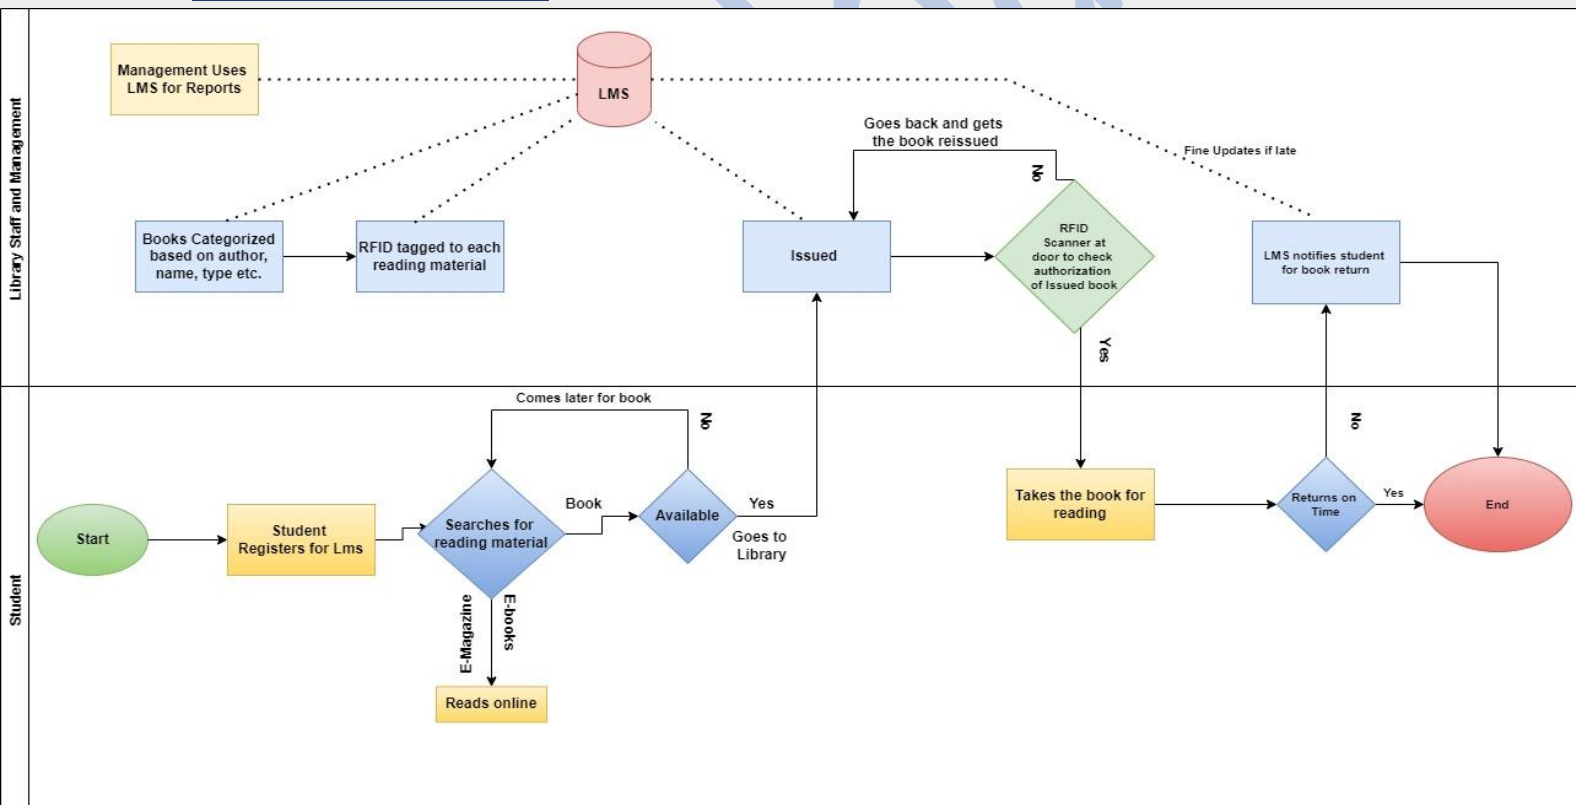 Library Staff and Management
Management Uses
LMS for Reports
LMS
Goes back and gets
the book reissued
No
Fine Updates if late
Books Categorized
based on author,
name, type etc.
RFID tagged to each
reading material
Issued
RFID
Scanner at
door to check
authorization
of Issued book
LMS notifies student
for book return
Yes
Student
Comes later for book
No
No
Start
Student
Registers for Lms
Searches for
reading material
Book
Available
Yes
Goes to
Library
Takes the book for
reading
Returns on
Time
Yes
End
E-Magazine
E-books
Reads online